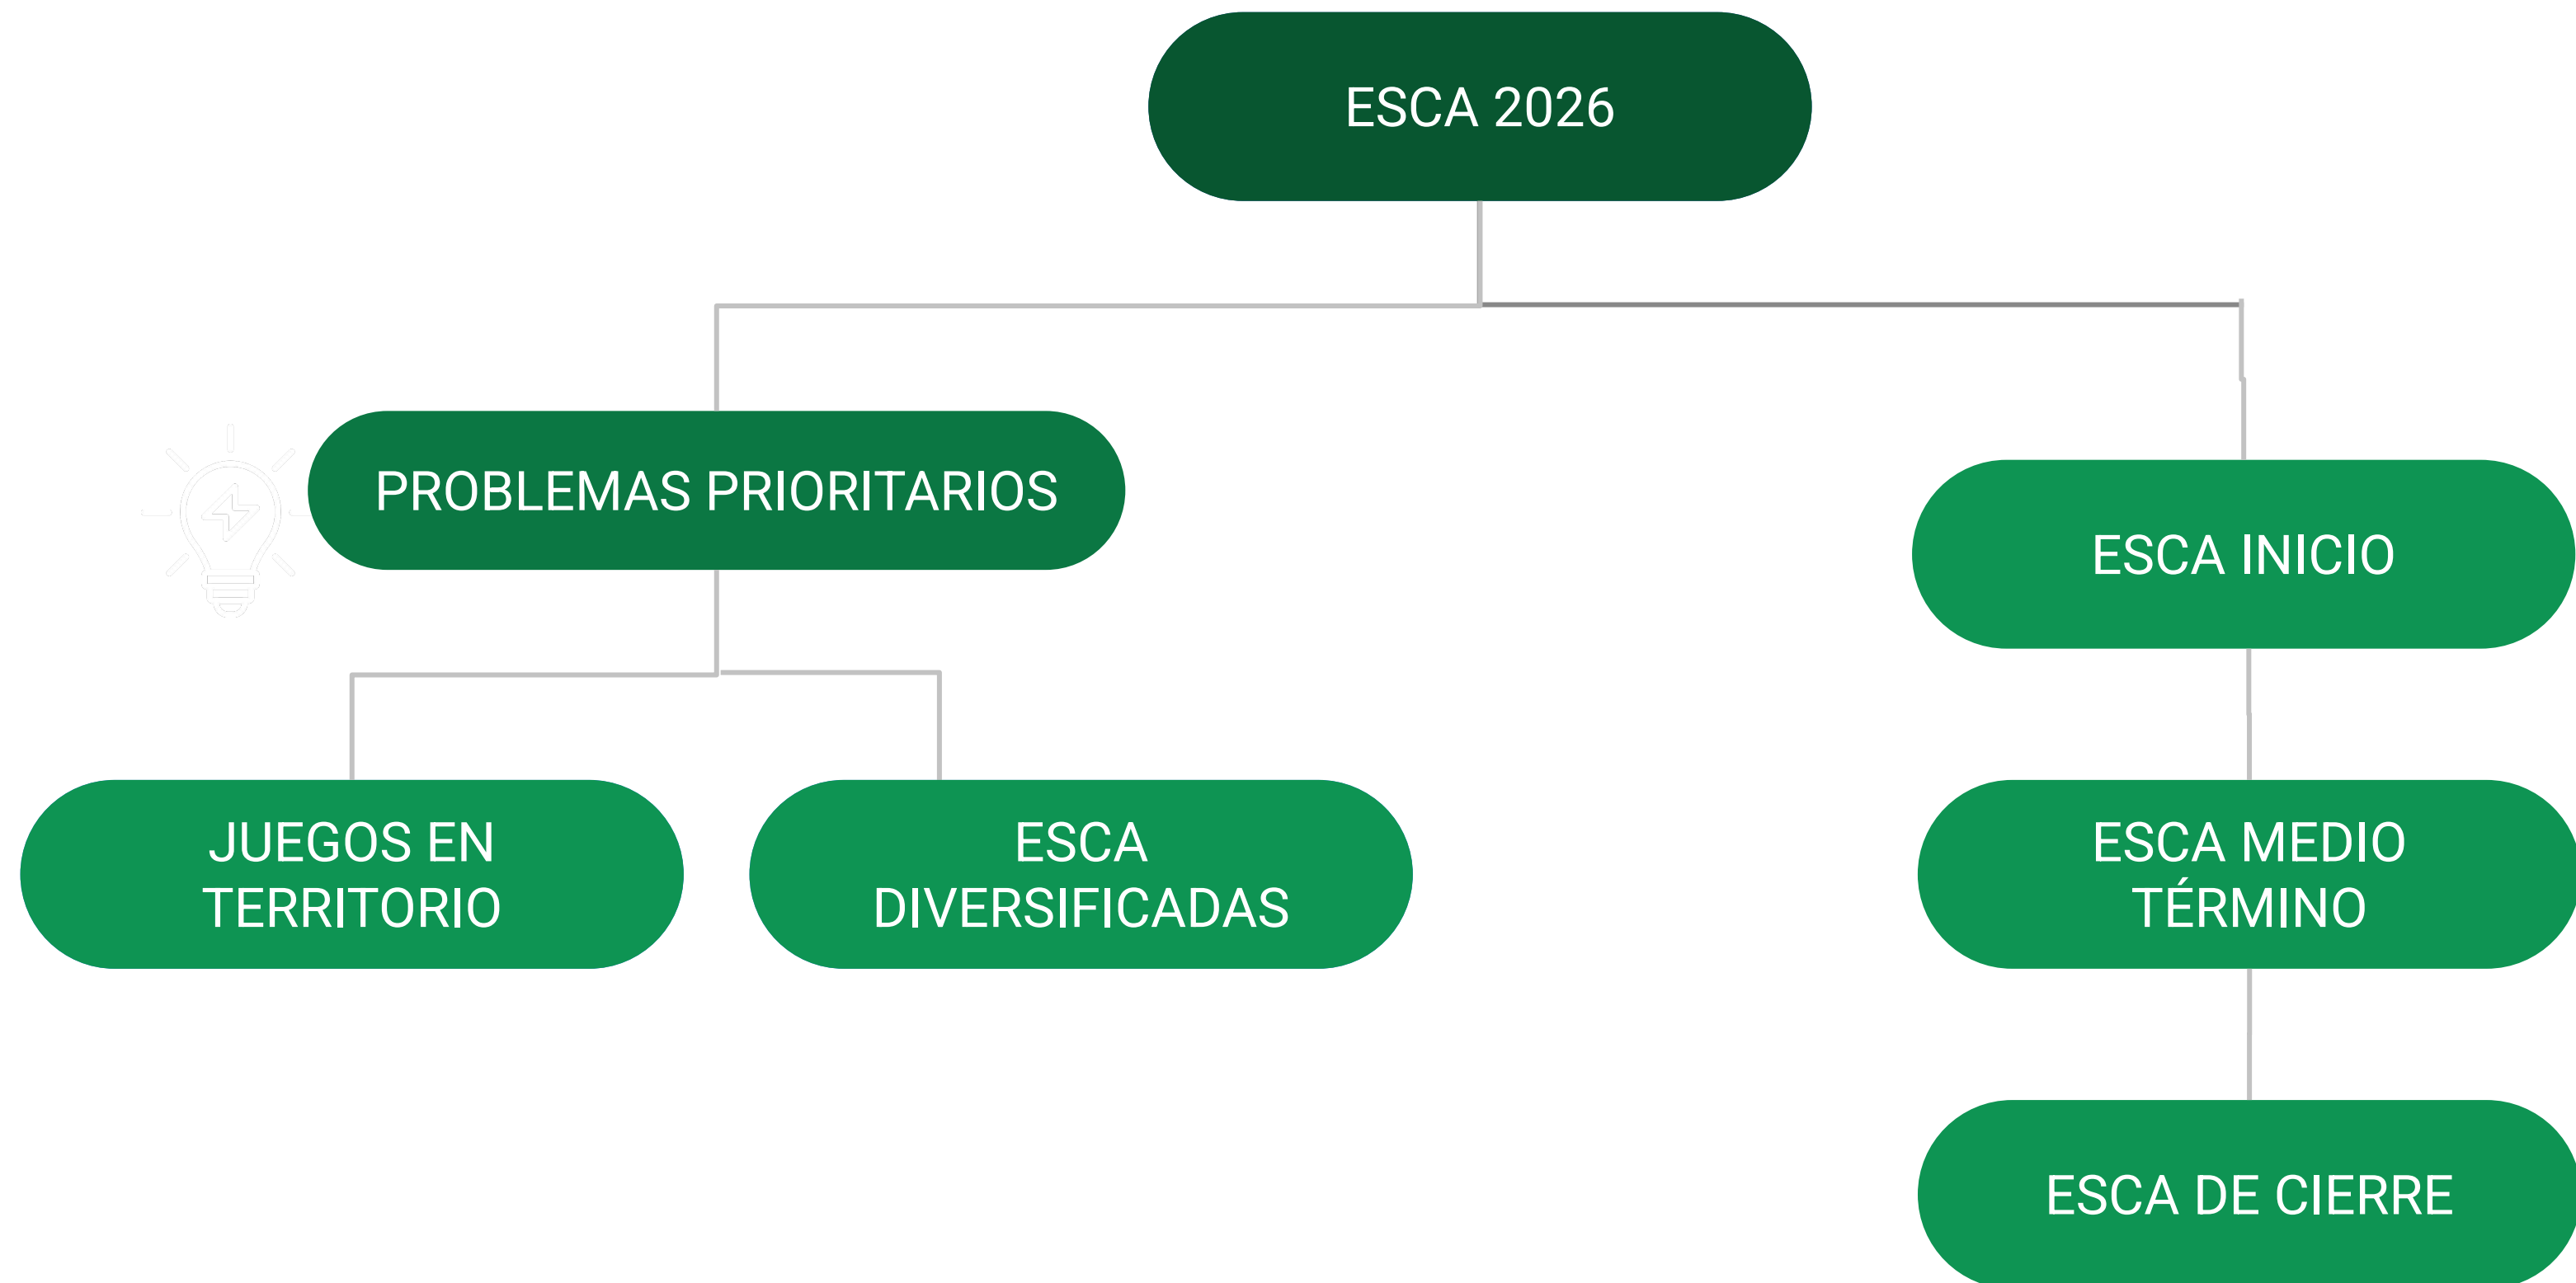 ESCA 2026
PROBLEMAS PRIORITARIOS
ESCA INICIO
JUEGOS EN
TERRITORIO
ESCA
DIVERSIFICADAS
ESCA MEDIO
TÉRMINO
ESCA DE CIERRE